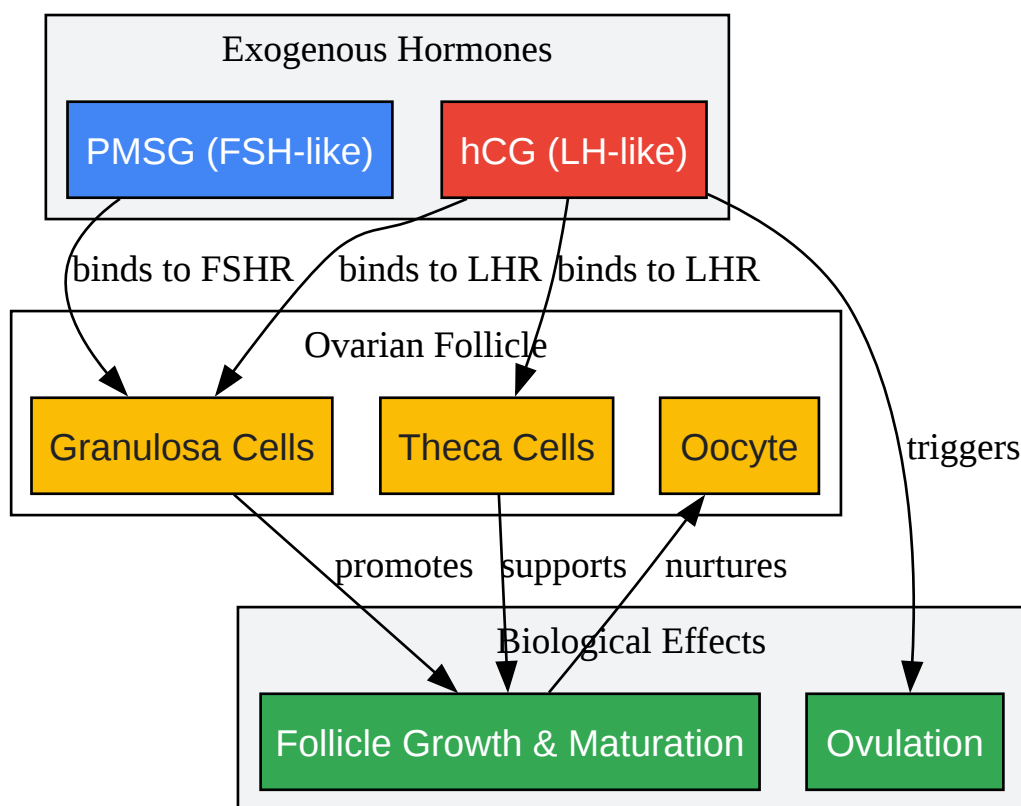 Exogenous Hormones
PMSG (FSH-like)
hCG (LH-like)
binds to FSHR
binds to LHR
binds to LHR
Ovarian Follicle
Granulosa Cells
Theca Cells
Oocyte
triggers
promotes
supports
nurtures
Biological Effects
Follicle Growth & Maturation
Ovulation